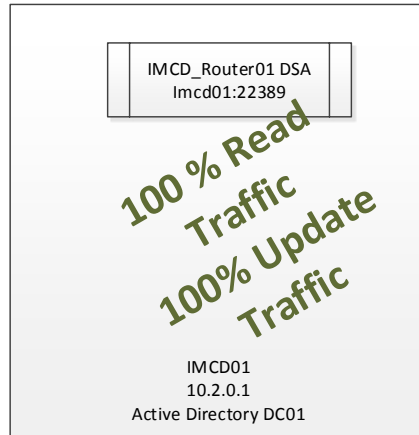 IMCD_Router01 DSA
Imcd01:22389
100 % Read
Traffic
100% Update
Traffic
IMCD01
10.2.0.1
Active Directory DC01